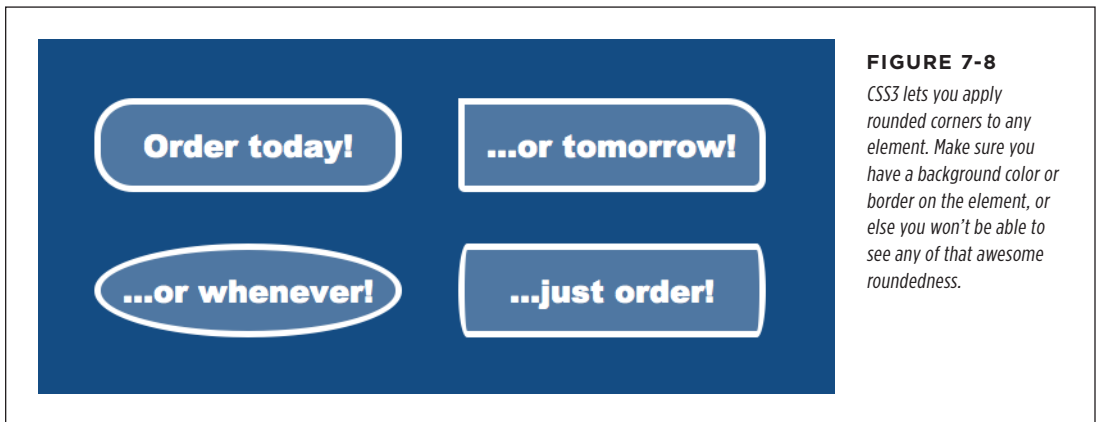 Order today!
...or tomorrow!
...or whenever!
...just order!
FIGURE 7-8
CSS3 lets you apply
rounded corners to any
element. Make sure you
have a background color or
border on the element, or
else you won’t be able to
see any of that awesome
roundedness.